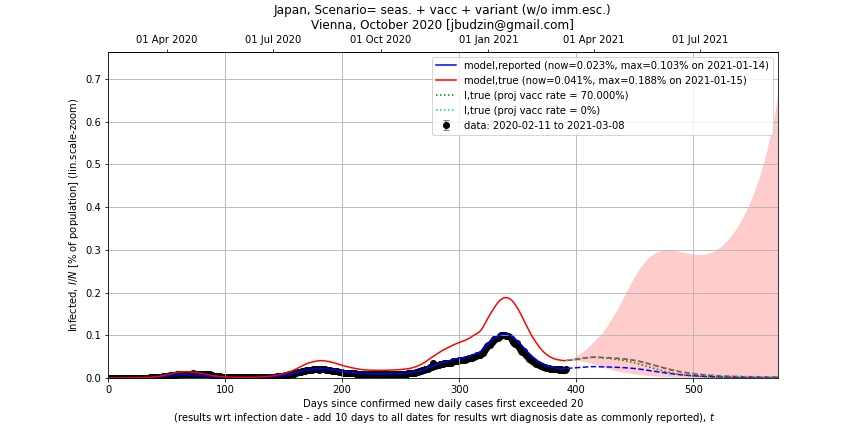 Japan, Scenario= seas. + vacc + variant (w/o imm.esc.)
Vienna, October 2020 [jbudzin@gmail.com]
01 Apr 2020 01 Jul 2020 01 Oct 2020 01 Jan 2021 01 Apr 2021 01 Jul 2021
model,reported (now=0.023%, max=0.103% on 2021-01-14)
model,true (now=0.041%, max=0.188% on 2021-01-15)
I,true (proj vacc rate = 70.000%)
I,true (proj vacc rate = 0%)
data: 2020-02-11 to 2021-03-08
Infected, I/N [% of population] (lin.scale-zoom)
0.7
0.6
0.5
0.4
0.3
0.2
0.1
0.0
0 100 200 300 400 500
Days since confirmed new daily cases first exceeded 20
(results wrt infection date - add 10 days to all dates for results wrt diagnosis date as commonly reported), t